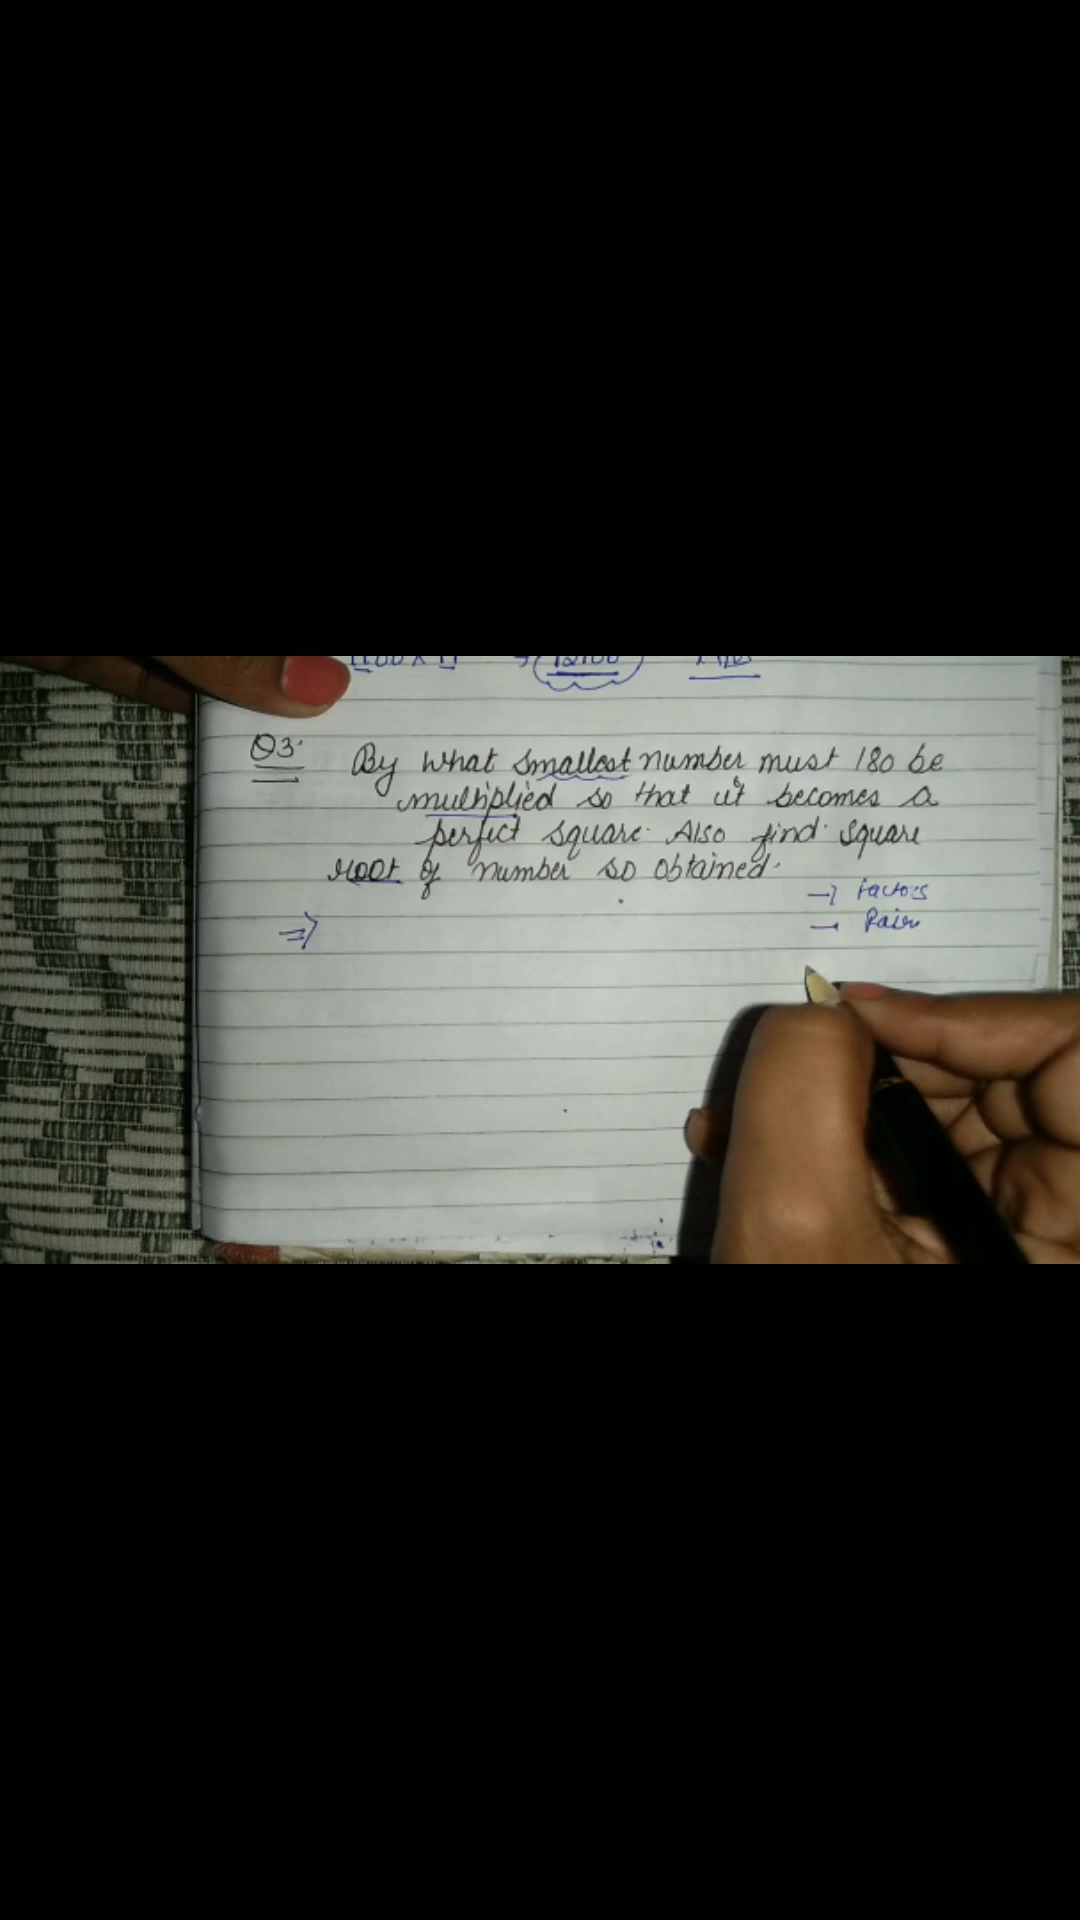 Q3. By what smallest number must 180 be
multiplied so that it becomes a
perfect square. Also find square
root of number so obtained.
→ Factors
⇒ → Pair